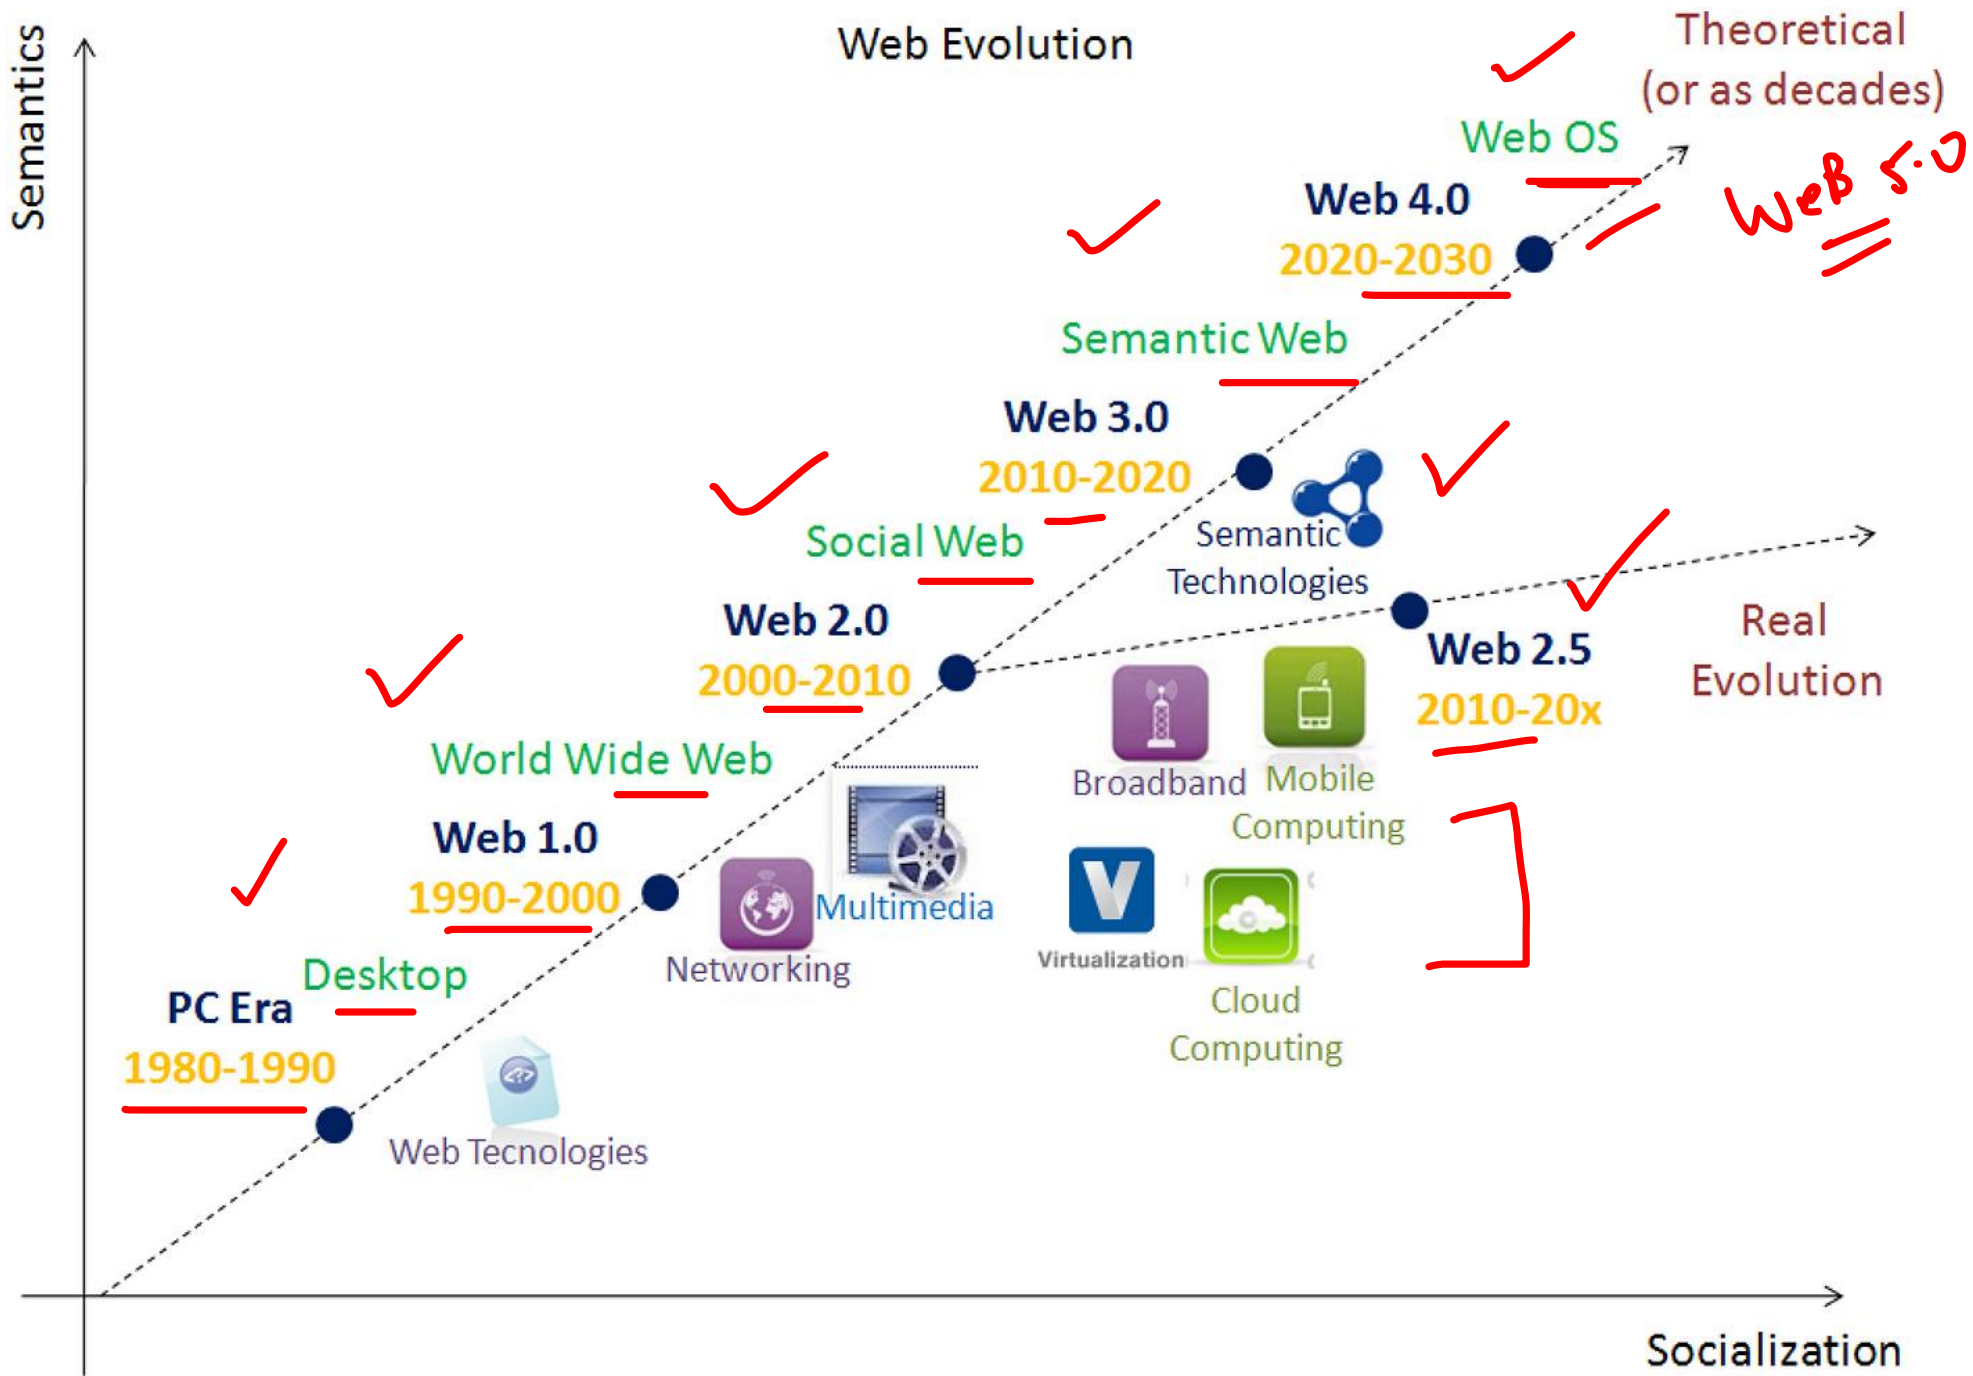 Web Evolution
Theoretical
(or as decades)
Semantics
Web OS
WeB 5.0
Web 4.0
2020-2030
Semantic Web
Web 3.0
2010-2020
Semantic
Technologies
Social Web
Web 2.0
2000-2010
Real
Evolution
Web 2.5
2010-20x
Broadband
Mobile
Computing
World Wide Web
Web 1.0
1990-2000
Multimedia
Networking
V
Virtualization
Cloud
Computing
Desktop
PC Era
1980-1990
<?>
Web Tecnologies
Socialization